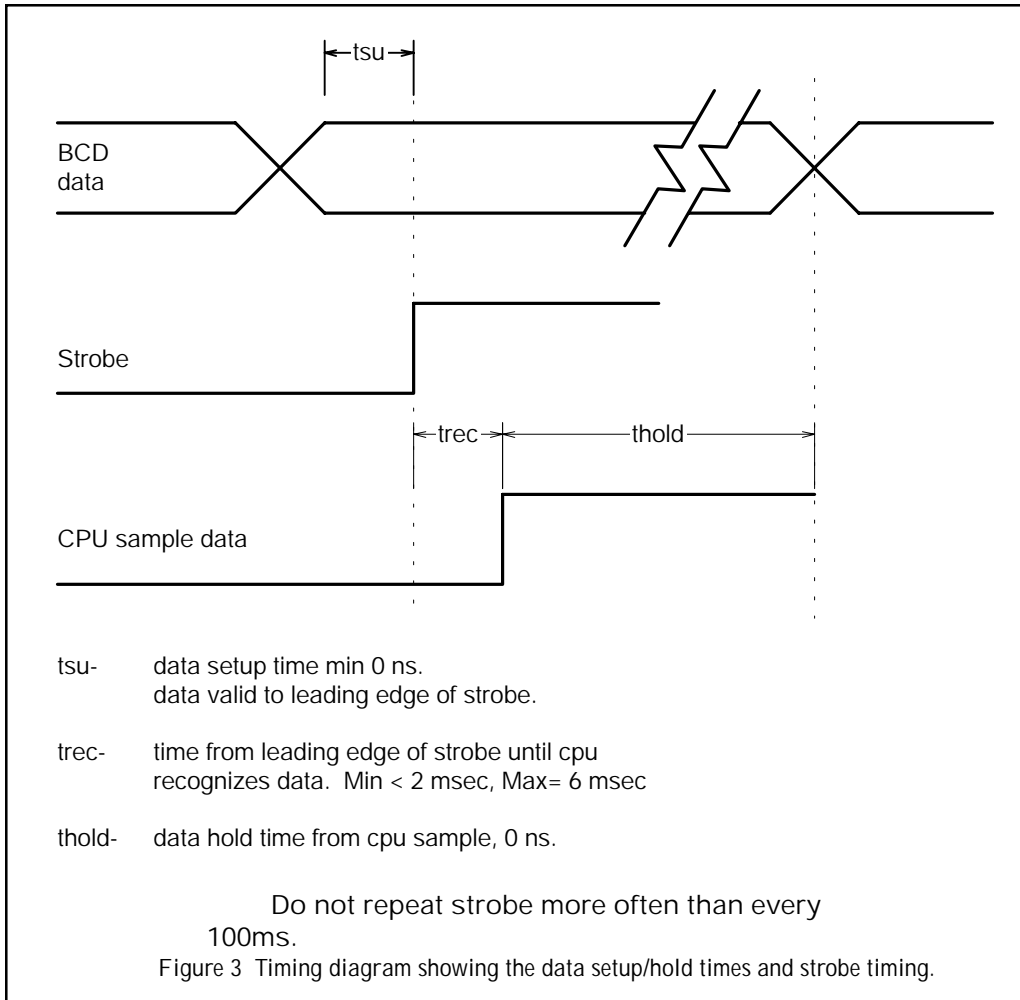 tsu
BCD
data
Strobe
trec
thold
CPU sample data
tsu- data setup time min 0 ns.
data valid to leading edge of strobe.
trec- time from leading edge of strobe until cpu
recognizes data. Min < 2 msec, Max= 6 msec
thold- data hold time from cpu sample, 0 ns.
Do not repeat strobe more often than every
100ms.
Figure 3 Timing diagram showing the data setup/hold times and strobe timing.